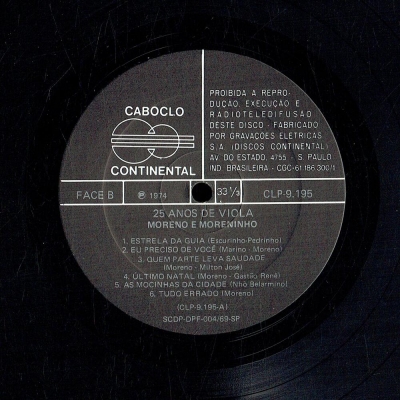 CABOCLO
CONTINENTAL
PROIBIDA A REPRO-
DUÇÃO, EXECUÇÃO E
RADIOTELEDIFUSÃO
DESTE DISCO - FABRICADO
POR GRAVAÇÕES ELÉTRICAS
S.A. (DISCOS CONTINENTAL)
AV. DO ESTADO, 4755 - S. PAULO
IND. BRASILEIRA - CGC-61.186.300/1
FACE B
℗ 1974
33 1/3
CLP-9.195
25 ANOS DE VIOLA
MORENO E MORENINHO
1. ESTRELA DA GUIA (Escurinho-Pedrinho)
2. EU PRECISO DE VOCÊ (Marino - Moreno)
3. QUEM PARTE LEVA SAUDADE
(Moreno - Milton José)
4. ÚLTIMO NATAL (Moreno - Gastão René)
5. AS MOCINHAS DA CIDADE (Nhô Belarmino)
6. TUDO ERRADO (Moreno)
(CLP-9.195-A)
SCDP-DPF-004/69-SP